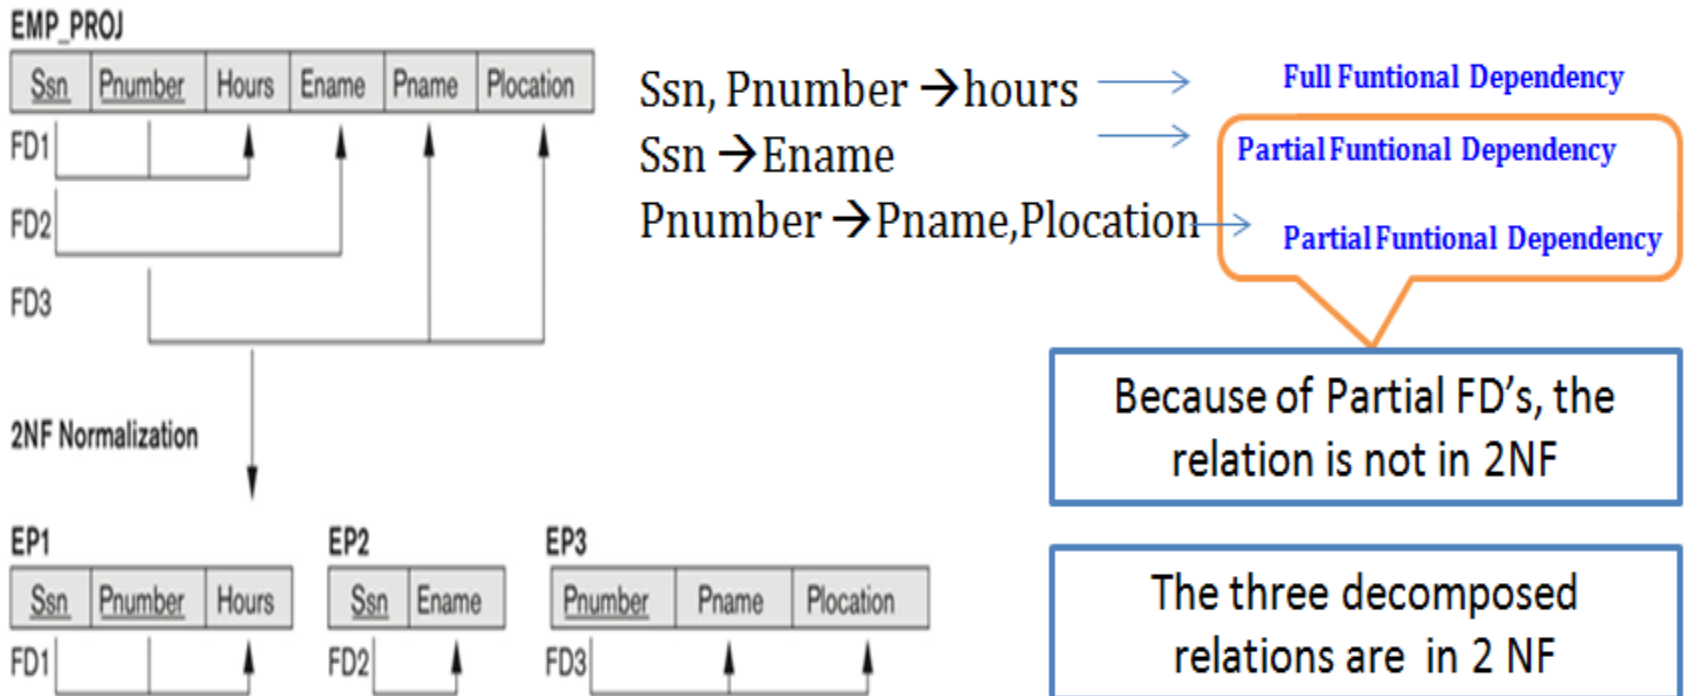 EMP_PROJ
Ssn Pnumber Hours Ename Pname Plocation
FD1
FD2
FD3
Ssn, Pnumber →hours
Ssn →Ename
Pnumber →Pname,Plocation
Full Funtional Dependency
Partial Funtional Dependency
Partial Funtional Dependency
Because of Partial FD’s, the
relation is not in 2NF
2NF Normalization
EP1
Ssn Pnumber Hours
FD1
EP2
Ssn Ename
FD2
EP3
Pnumber Pname Plocation
FD3
The three decomposed
relations are in 2 NF